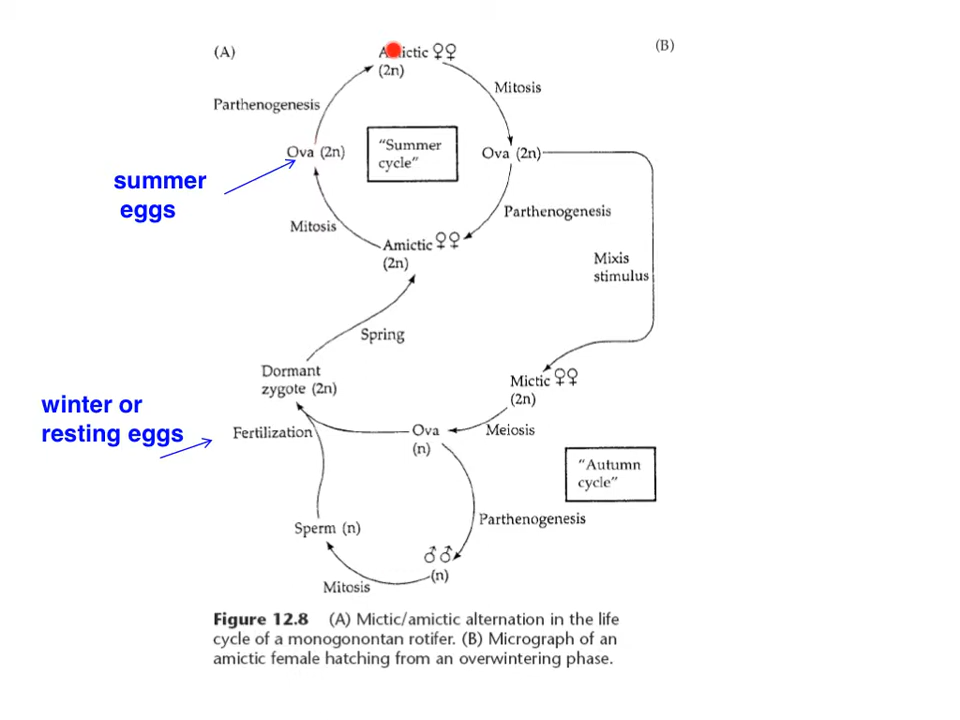 (A)
(B)
ictic ♀♀
(2n)
Mitosis
Parthenogenesis
Ova (2n)
"Summer
cycle"
Ova (2n)
summer
eggs
Parthenogenesis
Mitosis
Amictic ♀♀
(2n)
Mixis
stimulus
Spring
Dormant
zygote (2n)
Mictic ♀♀
(2n)
winter or
resting eggs
Fertilization
Ova
(n)
Meiosis
"Autumn
cycle"
Parthenogenesis
Sperm (n)
♂♂
(n)
Mitosis
Figure 12.8 (A) Mictic/amictic alternation in the life
cycle of a monogonontan rotifer. (B) Micrograph of an
amictic female hatching from an overwintering phase.